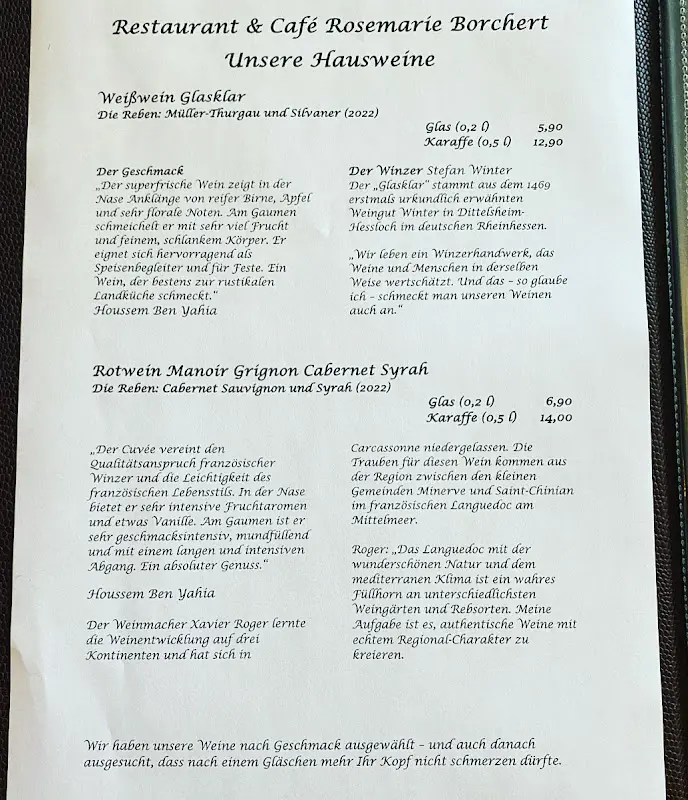 Restaurant & Café Rosemarie Borchert
Unsere Hausweine
Weißwein Glasklar
Die Reben: Müller-Thurgau und Silvaner (2022)
Glas (0,2 l) 5,90
Karaffe (0,5 l) 12,90
Der Geschmack
„Der superfrische Wein zeigt in der
Nase Anklänge von reifer Birne, Apfel
und sehr florale Noten. Am Gaumen
schmeichelt er mit sehr viel Frucht
und feinem, schlankem Körper. Er
eignet sich hervorragend als
Speisenbegleiter und für Feste. Ein
Wein, der bestens zur rustikalen
Landküche schmeckt.“
Houssem Ben Yahia
Der Winzer Stefan Winter
Der „Glasklar“ stammt aus dem 1469
erstmals urkundlich erwähnten
Weingut Winter in Dittelsheim-
Hessloch im deutschen Rheinhessen.
„Wir leben ein Winzerhandwerk, das
Weine und Menschen in derselben
Weise wertschätzt. Und das – so glaube
ich – schmeckt man unseren Weinen
auch an.“
Rotwein Manoir Grignon Cabernet Syrah
Die Reben: Cabernet Sauvignon und Syrah (2022)
Glas (0,2 l) 6,90
Karaffe (0,5 l) 14,00
„Der Cuvée vereint den
Qualitätsanspruch französischer
Winzer und die Leichtigkeit des
französischen Lebensstils. In der Nase
bietet er sehr intensive Fruchtaromen
und etwas Vanille. Am Gaumen ist er
sehr geschmacksintensiv, mundfüllend
und mit einem langen und intensiven
Abgang. Ein absoluter Genuss.“
Houssem Ben Yahia
Der Weinmacher Xavier Roger lernte
die Weinentwicklung auf drei
Kontinenten und hat sich in
Carcassonne niedergelassen. Die
Trauben für diesen Wein kommen aus
der Region zwischen den kleinen
Gemeinden Minerve und Saint-Chinian
im französischen Languedoc am
Mittelmeer.
Roger: „Das Languedoc mit der
wunderschönen Natur und dem
mediterranen Klima ist ein wahres
Füllhorn an unterschiedlichsten
Weingärten und Rebsorten. Meine
Aufgabe ist es, authentische Weine mit
echtem Regional-Charakter zu
kreieren.
Wir haben unsere Weine nach Geschmack ausgewählt – und auch danach
ausgesucht, dass nach einem Gläschen mehr Ihr Kopf nicht schmerzen dürfte.